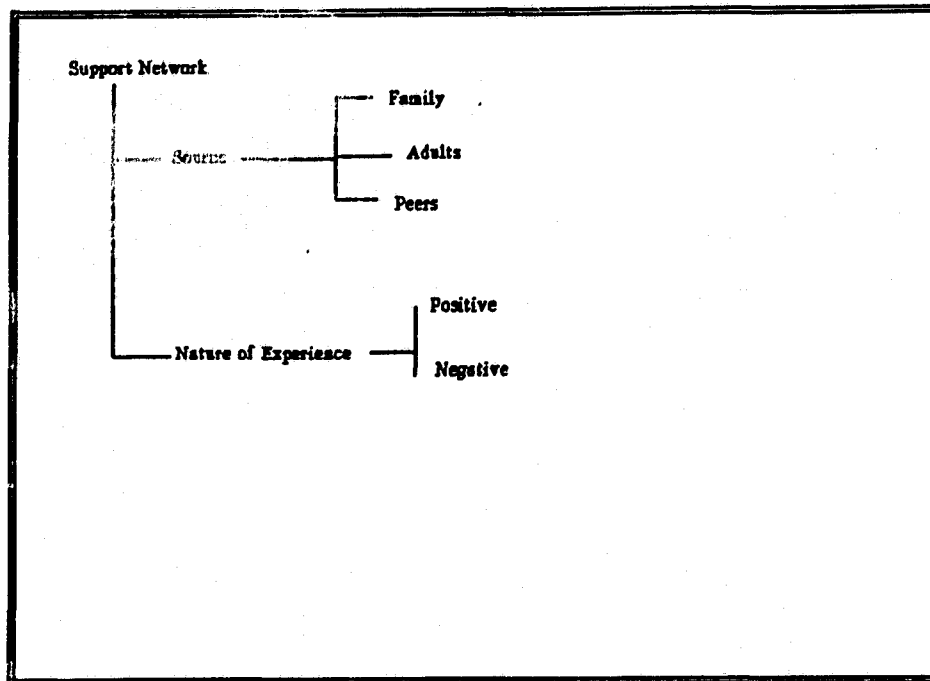 Support Network
Family
Source
Adults
Peers
Positive
Nature of Experience
Negative